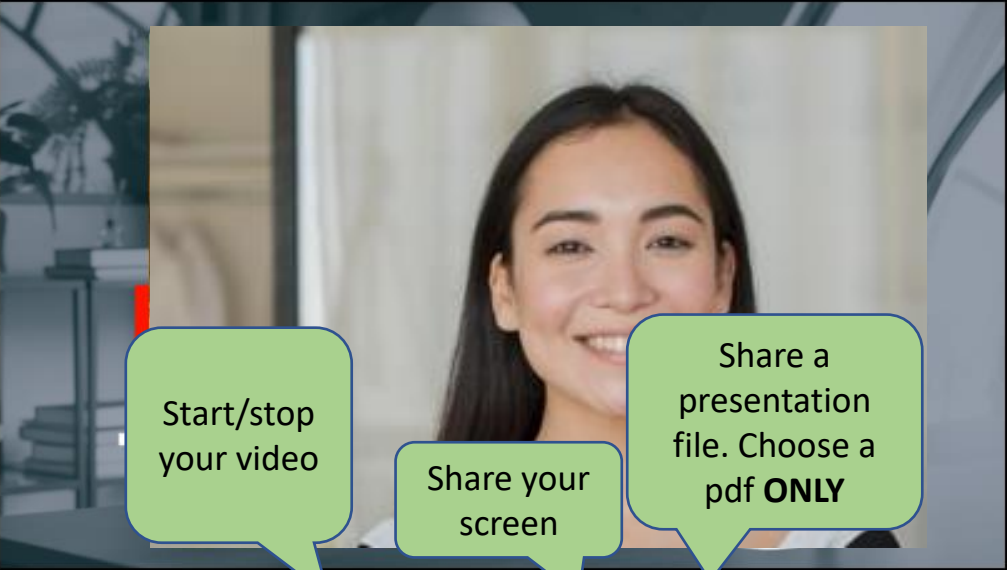 Start/stop
your video
Share your
screen
Share a
presentation
file. Choose a
pdf ONLY